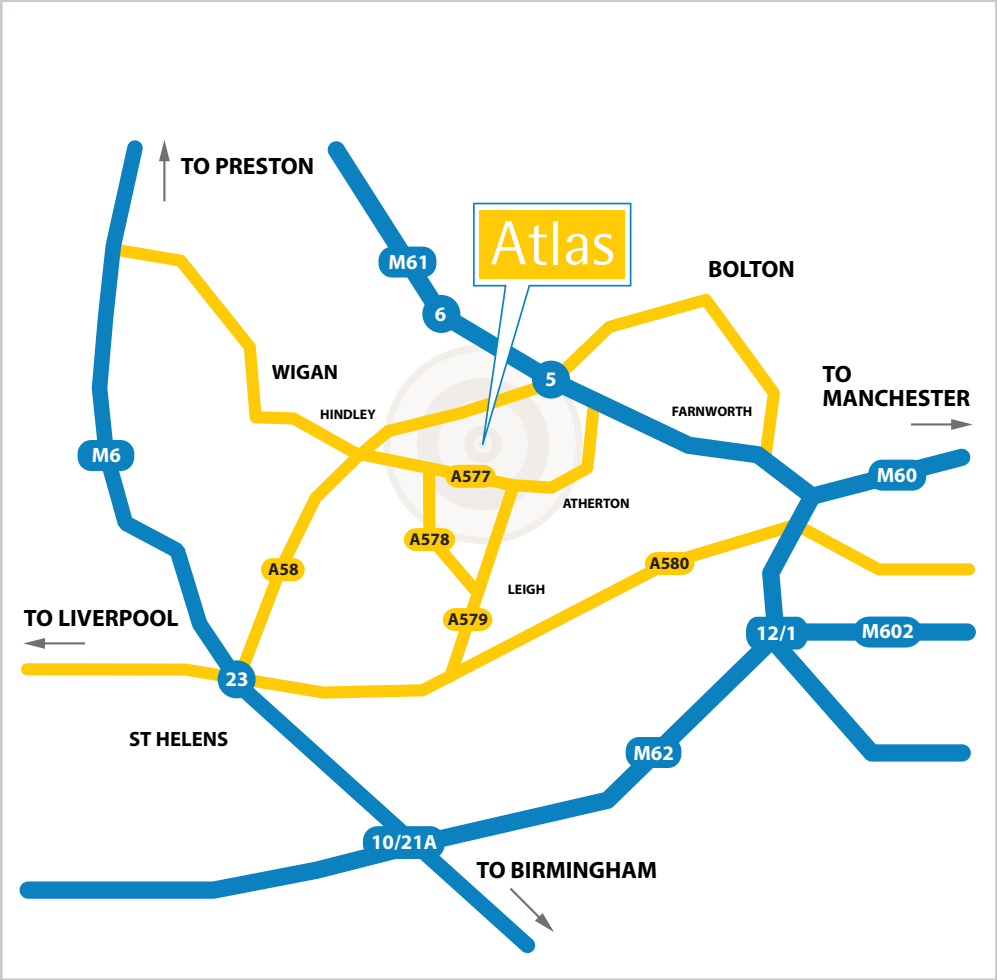 TO PRESTON
Atlas
M61
BOLTON
6
WIGAN
5
TO
MANCHESTER
HINDLEY
FARNWORTH
M6
A577
M60
ATHERTON
A578
A58
A580
LEIGH
TO LIVERPOOL
A579
12/1
M602
23
ST HELENS
M62
10/21A
TO BIRMINGHAM